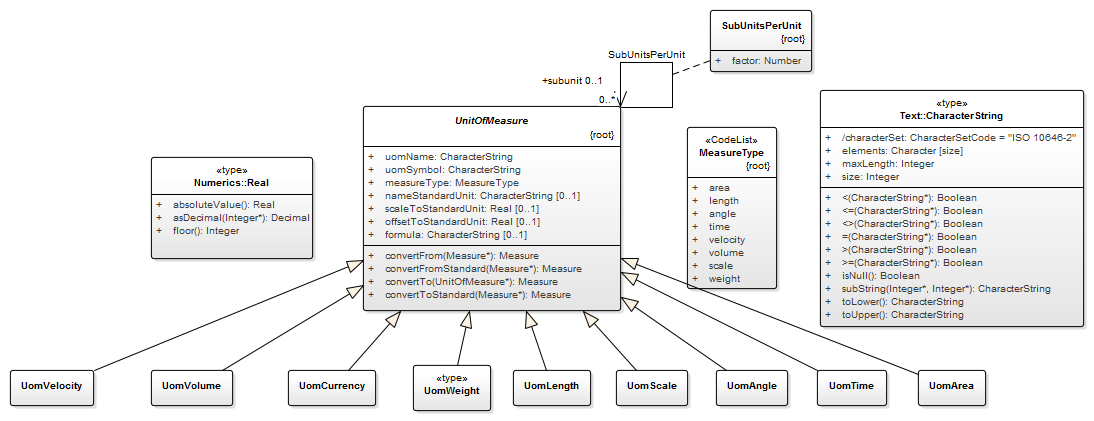 SubUnitsPerUnit
{root}
+ factor: Number
SubUnitsPerUnit
+subunit 0..1
0..*
UnitOfMeasure
{root}
+ uomName: CharacterString
+ uomSymbol: CharacterString
+ measureType: MeasureType
+ nameStandardUnit: CharacterString [0..1]
+ scaleToStandardUnit: Real [0..1]
+ offsetToStandardUnit: Real [0..1]
+ formula: CharacterString [0..1]
+ convertFrom(Measure*): Measure
+ convertFromStandard(Measure*): Measure
+ convertTo(UnitOfMeasure*): Measure
+ convertToStandard(Measure*): Measure
«type»
Numerics::Real
+ absoluteValue(): Real
+ asDecimal(Integer*): Decimal
+ floor(): Integer
«CodeList»
MeasureType
{root}
+ area
+ length
+ angle
+ time
+ velocity
+ volume
+ scale
+ weight
«type»
Text::CharacterString
+ /characterSet: CharacterSetCode = "ISO 10646-2"
+ elements: Character [size]
+ maxLength: Integer
+ size: Integer
+ <(CharacterString*): Boolean
+ <=(CharacterString*): Boolean
+ <>(CharacterString*): Boolean
+ =(CharacterString*): Boolean
+ >(CharacterString*): Boolean
+ >=(CharacterString*): Boolean
+ isNull(): Boolean
+ subString(Integer*, Integer*): CharacterString
+ toLower(): CharacterString
+ toUpper(): CharacterString
UomVelocity
UomVolume
UomCurrency
«type»
UomWeight
UomLength
UomScale
UomAngle
UomTime
UomArea